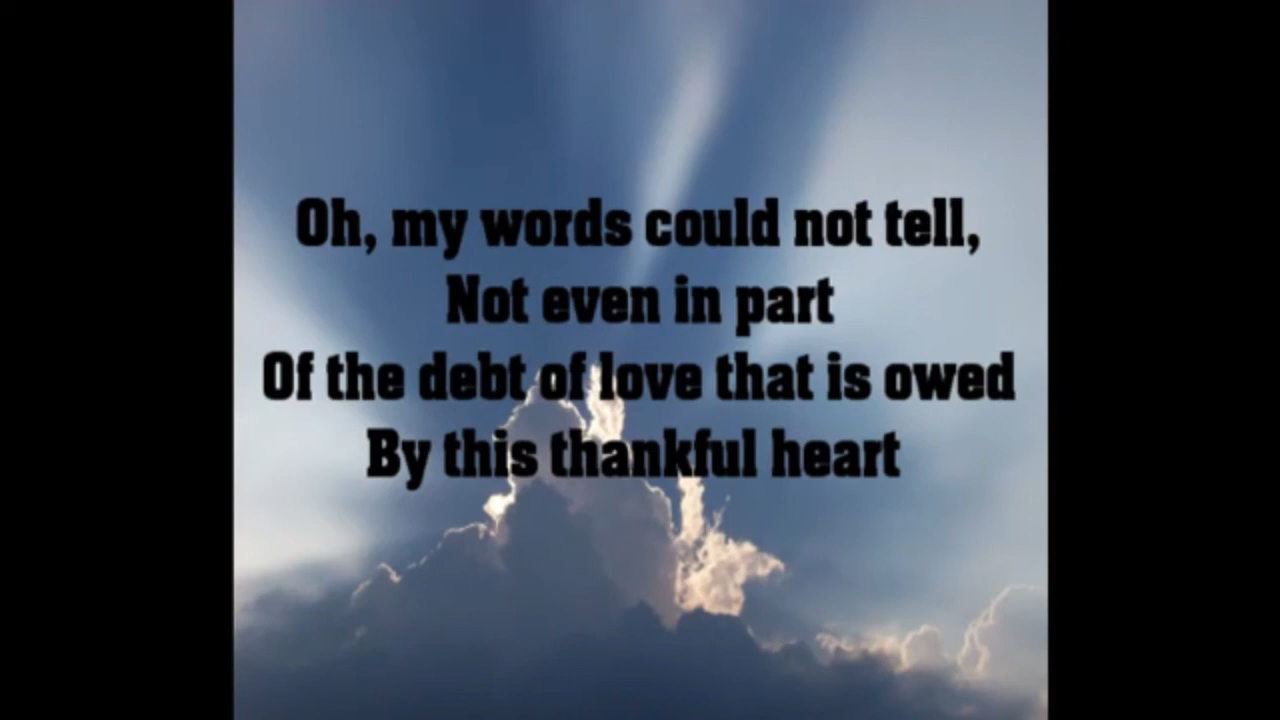 Oh, my words could not tell,
Not even in part
Of the debt of love that is owed
By this thankful heart